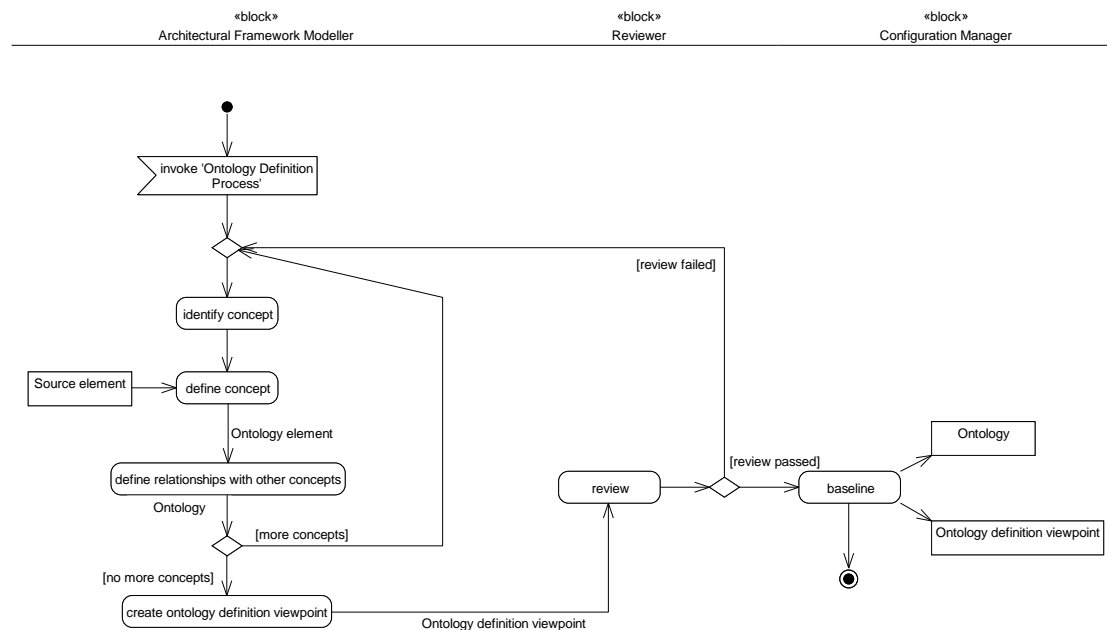 «block»
Architectural Framework Modeller
«block»
Reviewer
«block»
Configuration Manager
invoke 'Ontology Definition
Process'
[review failed]
identify concept
Source element
define concept
Ontology element
Ontology
[review passed]
define relationships with other concepts
review
baseline
Ontology
[more concepts]
Ontology definition viewpoint
[no more concepts]
create ontology definition viewpoint
Ontology definition viewpoint